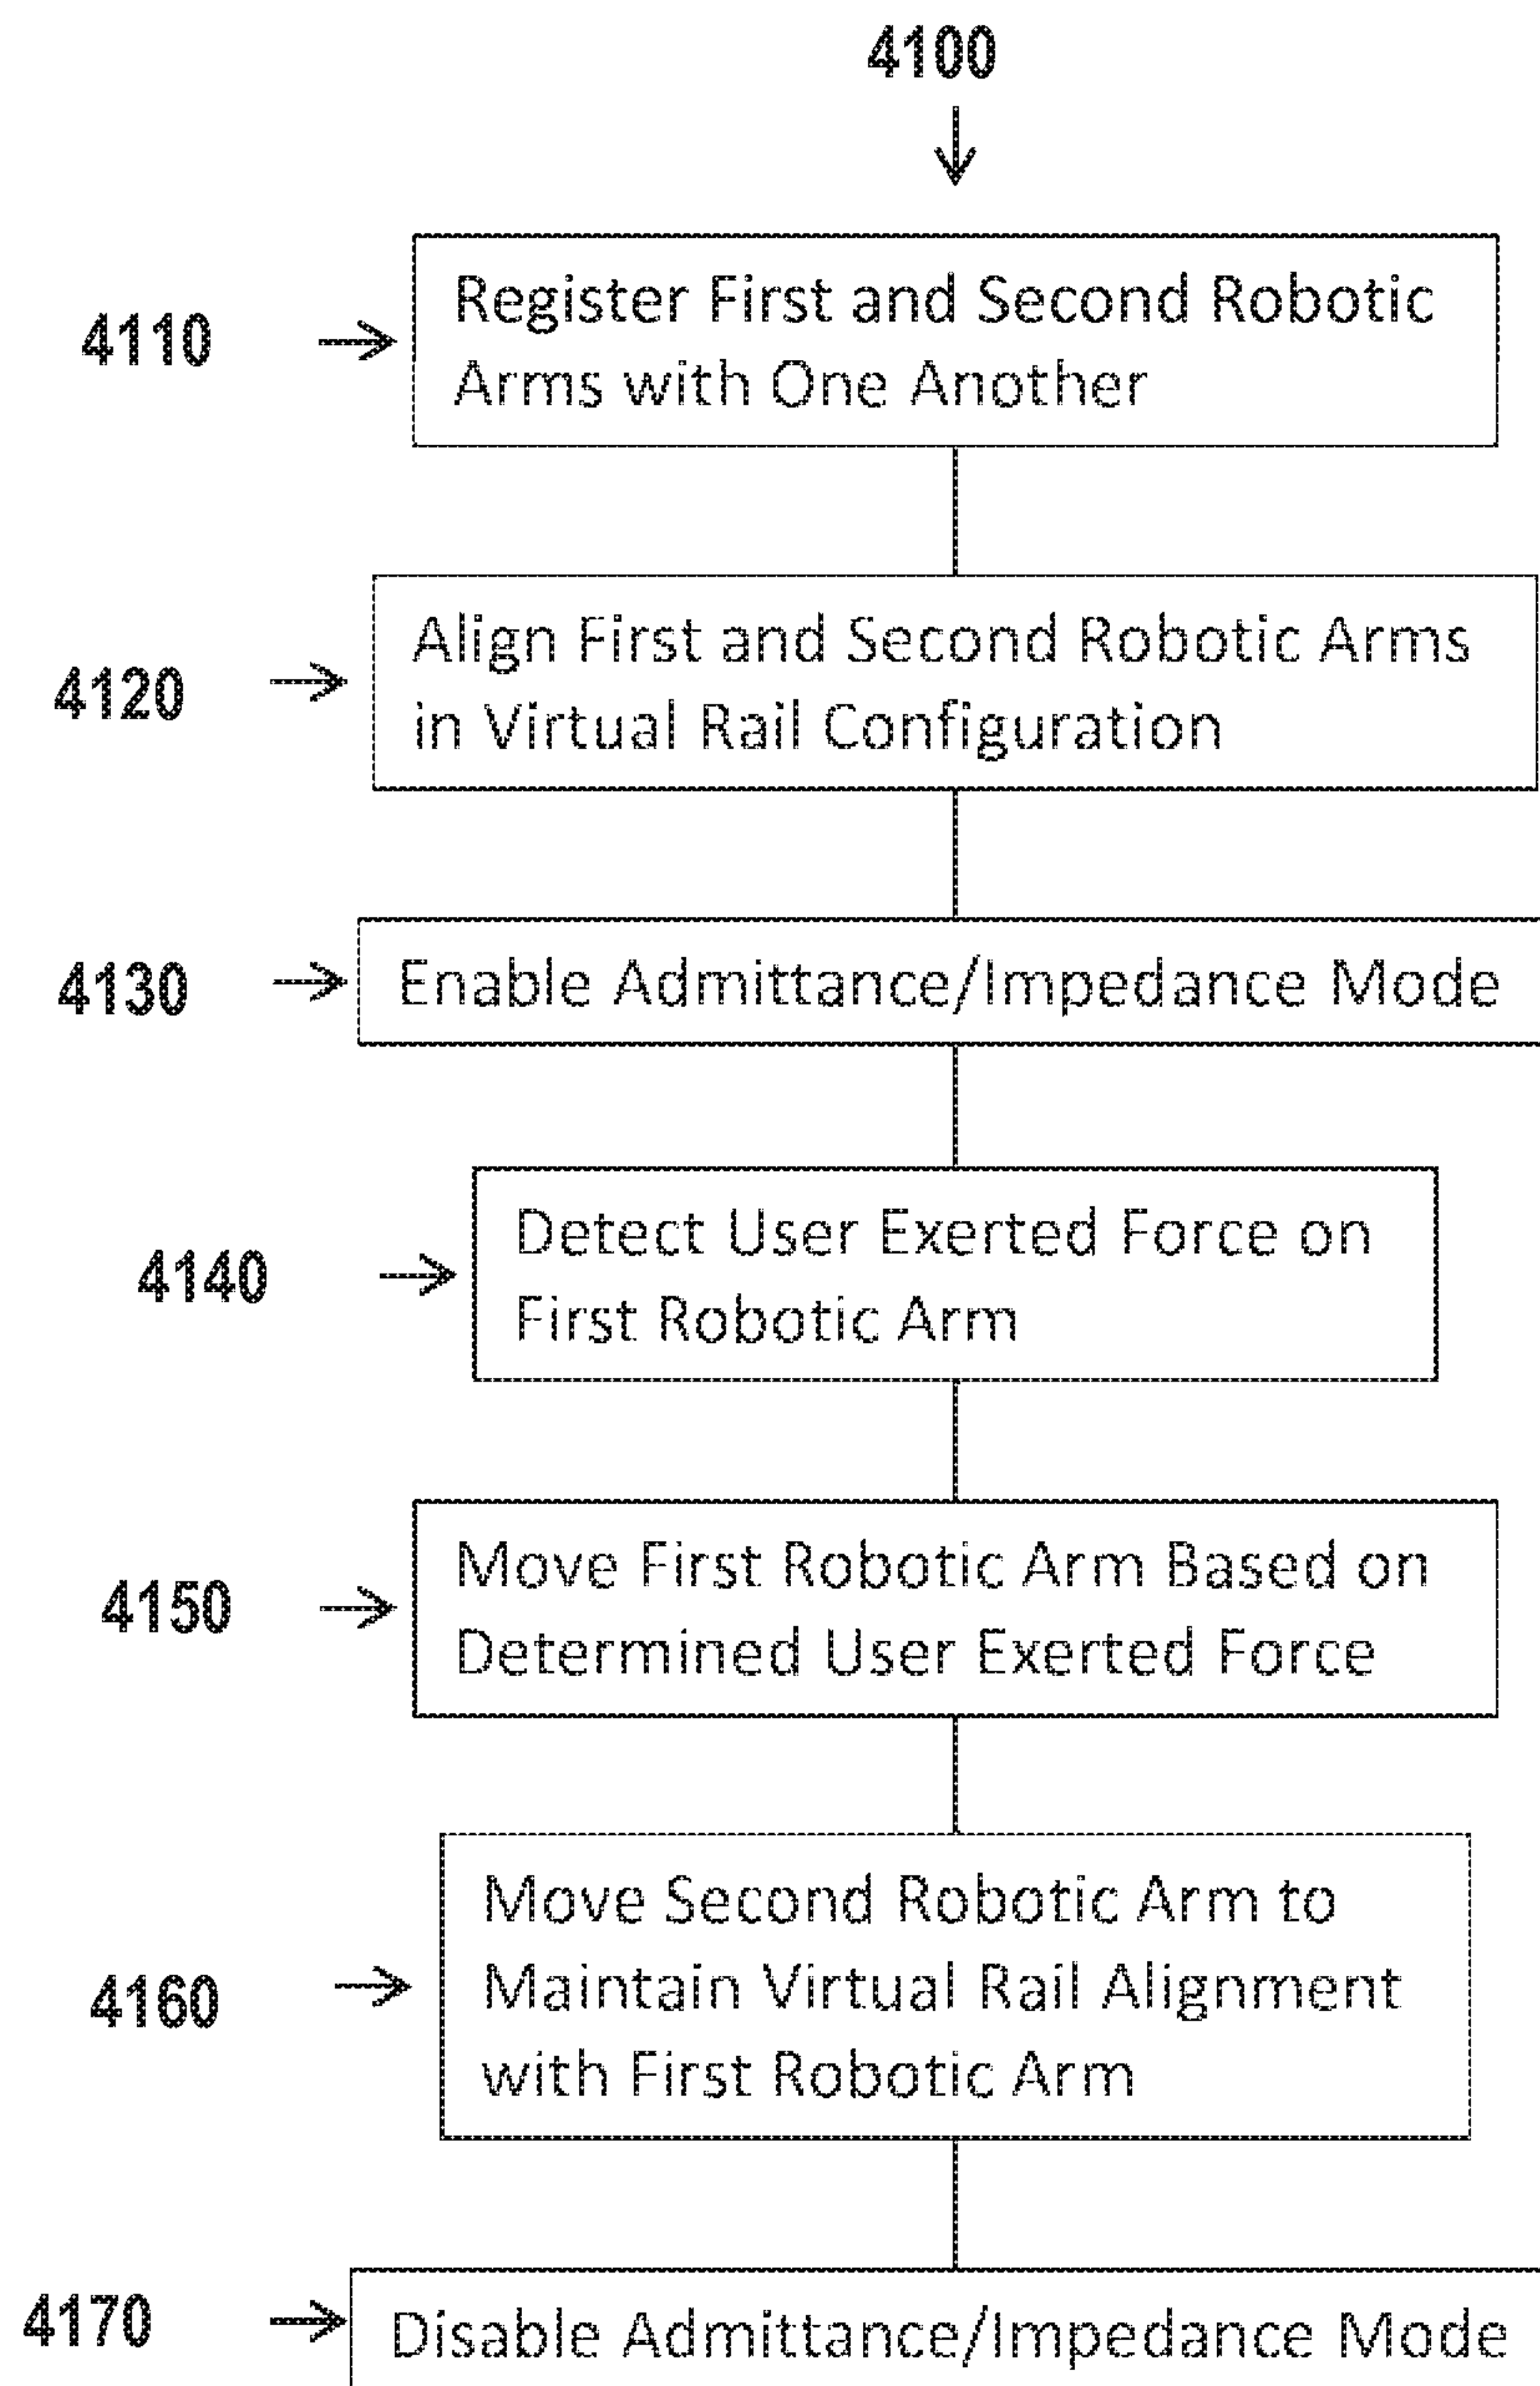 4100
4110
Register First and Second Robotic
Arms with One Another
4120
Align First and Second Robotic Arms
in Virtual Rail Configuration
4130
Enable Admittance/Impedance Mode
4140
Detect User Exerted Force on
First Robotic Arm
4150
Move First Robotic Arm Based on
Determined User Exerted Force
4160
Move Second Robotic Arm to
Maintain Virtual Rail Alignment
with First Robotic Arm
4170
Disable Admittance/Impedance Mode